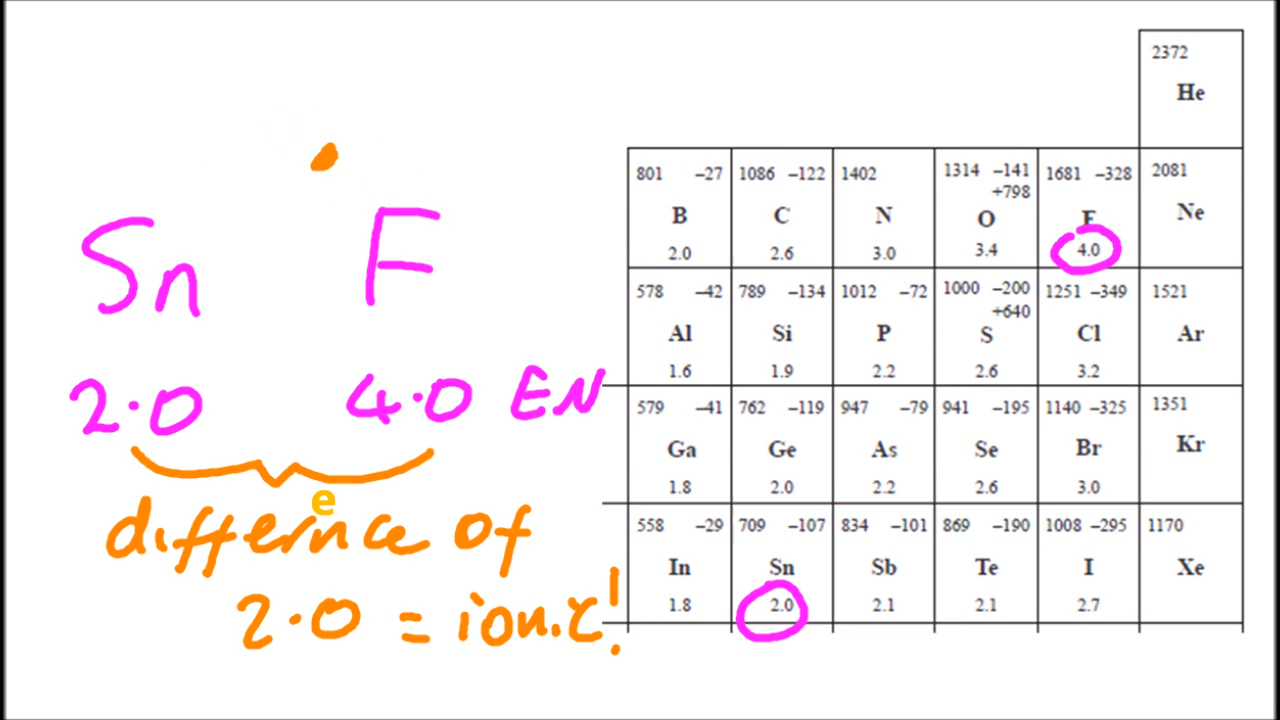 Sn F
2.0 4.0 EN
e
differnce of
2.0 = ionic!
2372
He
801 −27 1086 −122 1402 1314 −141 1681 −328 2081
+798
B C N O F Ne
2.0 2.6 3.0 3.4 4.0
578 −42 789 −134 1012 −72 1000 −200 1251 −349 1521
+640
Al Si P S Cl Ar
1.6 1.9 2.2 2.6 3.2
579 −41 762 −119 947 −79 941 −195 1140 −325 1351
Ga Ge As Se Br Kr
1.8 2.0 2.2 2.6 3.0
558 −29 709 −107 834 −101 869 −190 1008 −295 1170
In Sn Sb Te I Xe
1.8 2.0 2.1 2.1 2.7